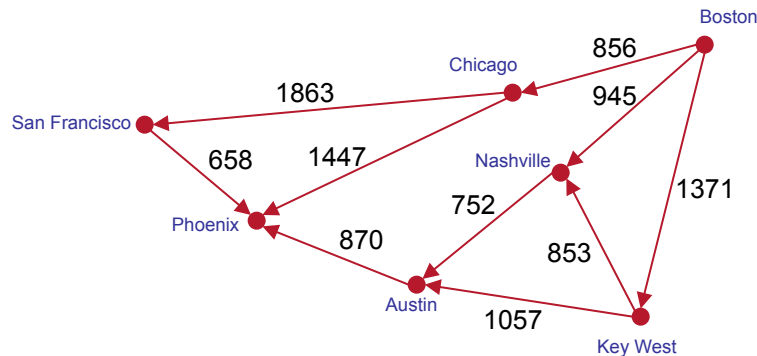 Boston
856
Chicago
1863
945
San Francisco
658
1447
Nashville
1371
752
Phoenix
870
853
Austin
1057
Key West